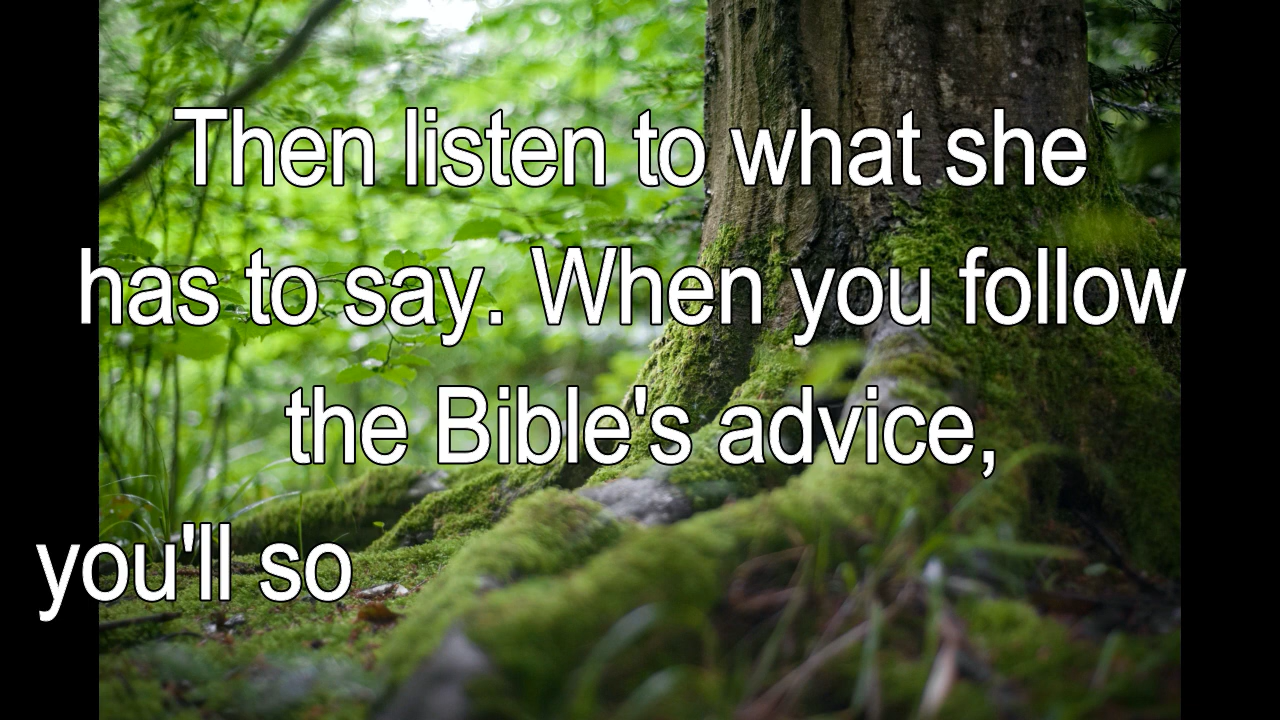 Then listen to what she
has to say. When you follow
the Bible's advice,
you'll so